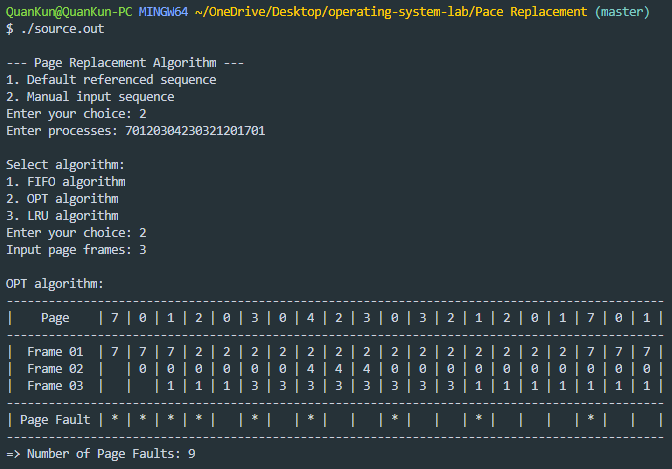 QuanKun@QuanKun-PC MINGW64 ~/OneDrive/Desktop/operating-system-lab/Pace Replacement (master)
$ ./source.out
--- Page Replacement Algorithm ---
1. Default referenced sequence
2. Manual input sequence
Enter your choice: 2
Enter processes: 70120304230321201701
Select algorithm:
1. FIFO algorithm
2. OPT algorithm
3. LRU algorithm
Enter your choice: 2
Input page frames: 3
OPT algorithm:
| Page | 7 | 0 | 1 | 2 | 0 | 3 | 0 | 4 | 2 | 3 | 0 | 3 | 2 | 1 | 2 | 0 | 1 | 7 | 0 | 1 |
| Frame 01 | 7 | 7 | 7 | 2 | 2 | 2 | 2 | 2 | 2 | 2 | 2 | 2 | 2 | 2 | 2 | 2 | 2 | 7 | 7 | 7 |
| Frame 02 | | 0 | 0 | 0 | 0 | 0 | 0 | 4 | 4 | 4 | 0 | 0 | 0 | 0 | 0 | 0 | 0 | 0 | 0 | 0 |
| Frame 03 | | | 1 | 1 | 1 | 3 | 3 | 3 | 3 | 3 | 3 | 3 | 3 | 1 | 1 | 1 | 1 | 1 | 1 | 1 |
| Page Fault | * | * | * | * | | * | | * | | | * | | | * | | | | * | | |
=> Number of Page Faults: 9